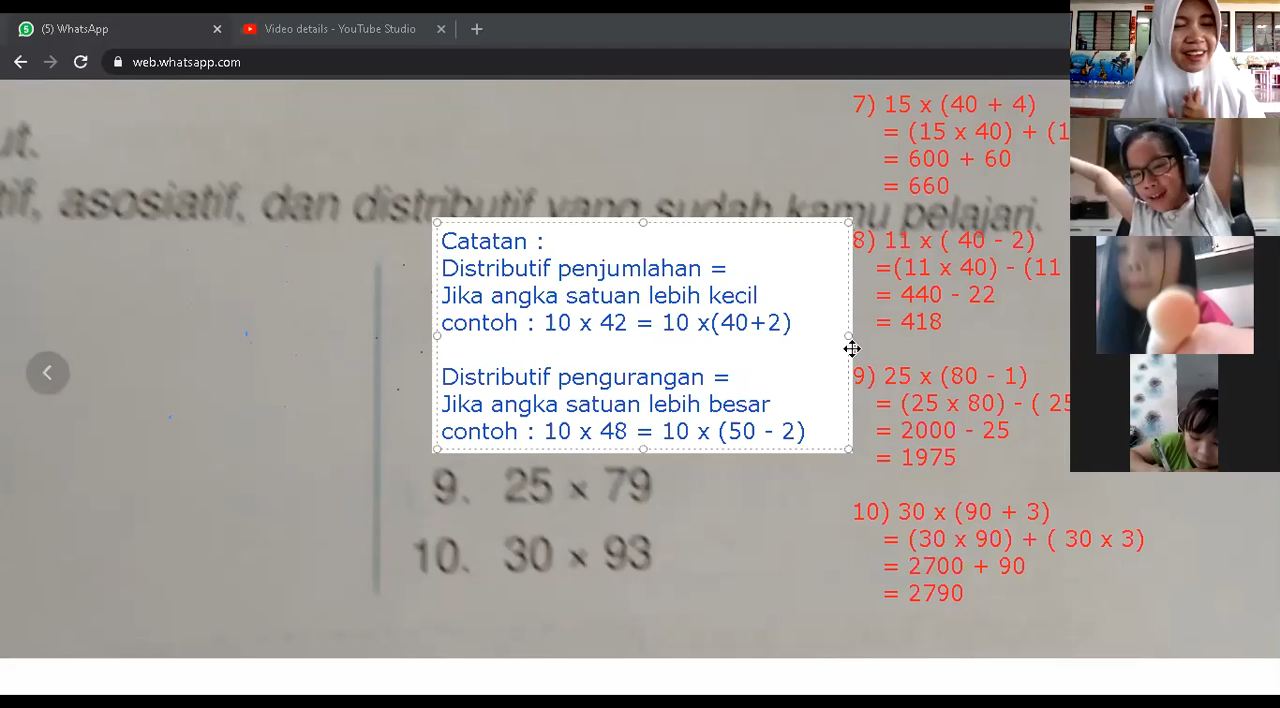 (5) WhatsApp
Video details - YouTube Studio
web.whatsapp.com
ut.
tif, asosiatif, dan distributif yang sudah kamu pelajari.
Catatan :
Distributif penjumlahan =
Jika angka satuan lebih kecil
contoh : 10 x 42 = 10 x(40+2)
Distributif pengurangan =
Jika angka satuan lebih besar
contoh : 10 x 48 = 10 x (50 - 2)
9. 25 × 79
10. 30 × 93
7) 15 x (40 + 4)
= (15 x 40) + (1
= 600 + 60
= 660
8) 11 x ( 40 - 2)
=(11 x 40) - (11
= 440 - 22
= 418
9) 25 x (80 - 1)
= (25 x 80) - ( 25
= 2000 - 25
= 1975
10) 30 x (90 + 3)
= (30 x 90) + ( 30 x 3)
= 2700 + 90
= 2790